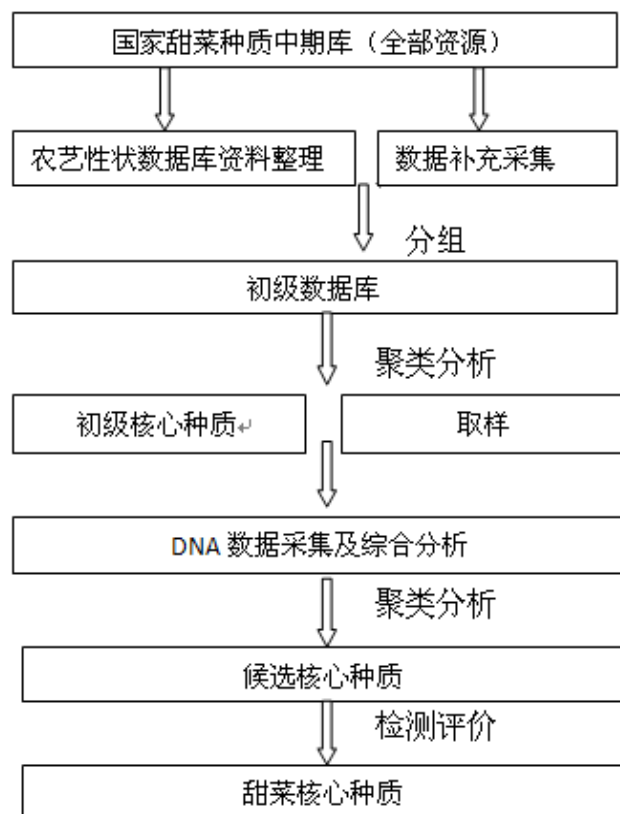 国家甜菜种质中期库（全部资源）
农艺性状数据库资料整理
数据补充采集
分组
初级数据库
聚类分析
初级核心种质↵
取样
DNA 数据采集及综合分析
聚类分析
候选核心种质
检测评价
甜菜核心种质